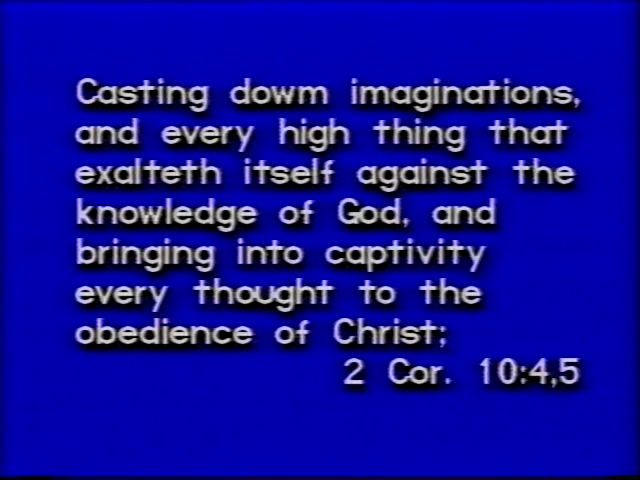 Casting dowm imaginations,
and every high thing that
exalteth itself against the
knowledge of God, and
bringing into captivity
every thought to the
obedience of Christ;
2 Cor. 10:4,5